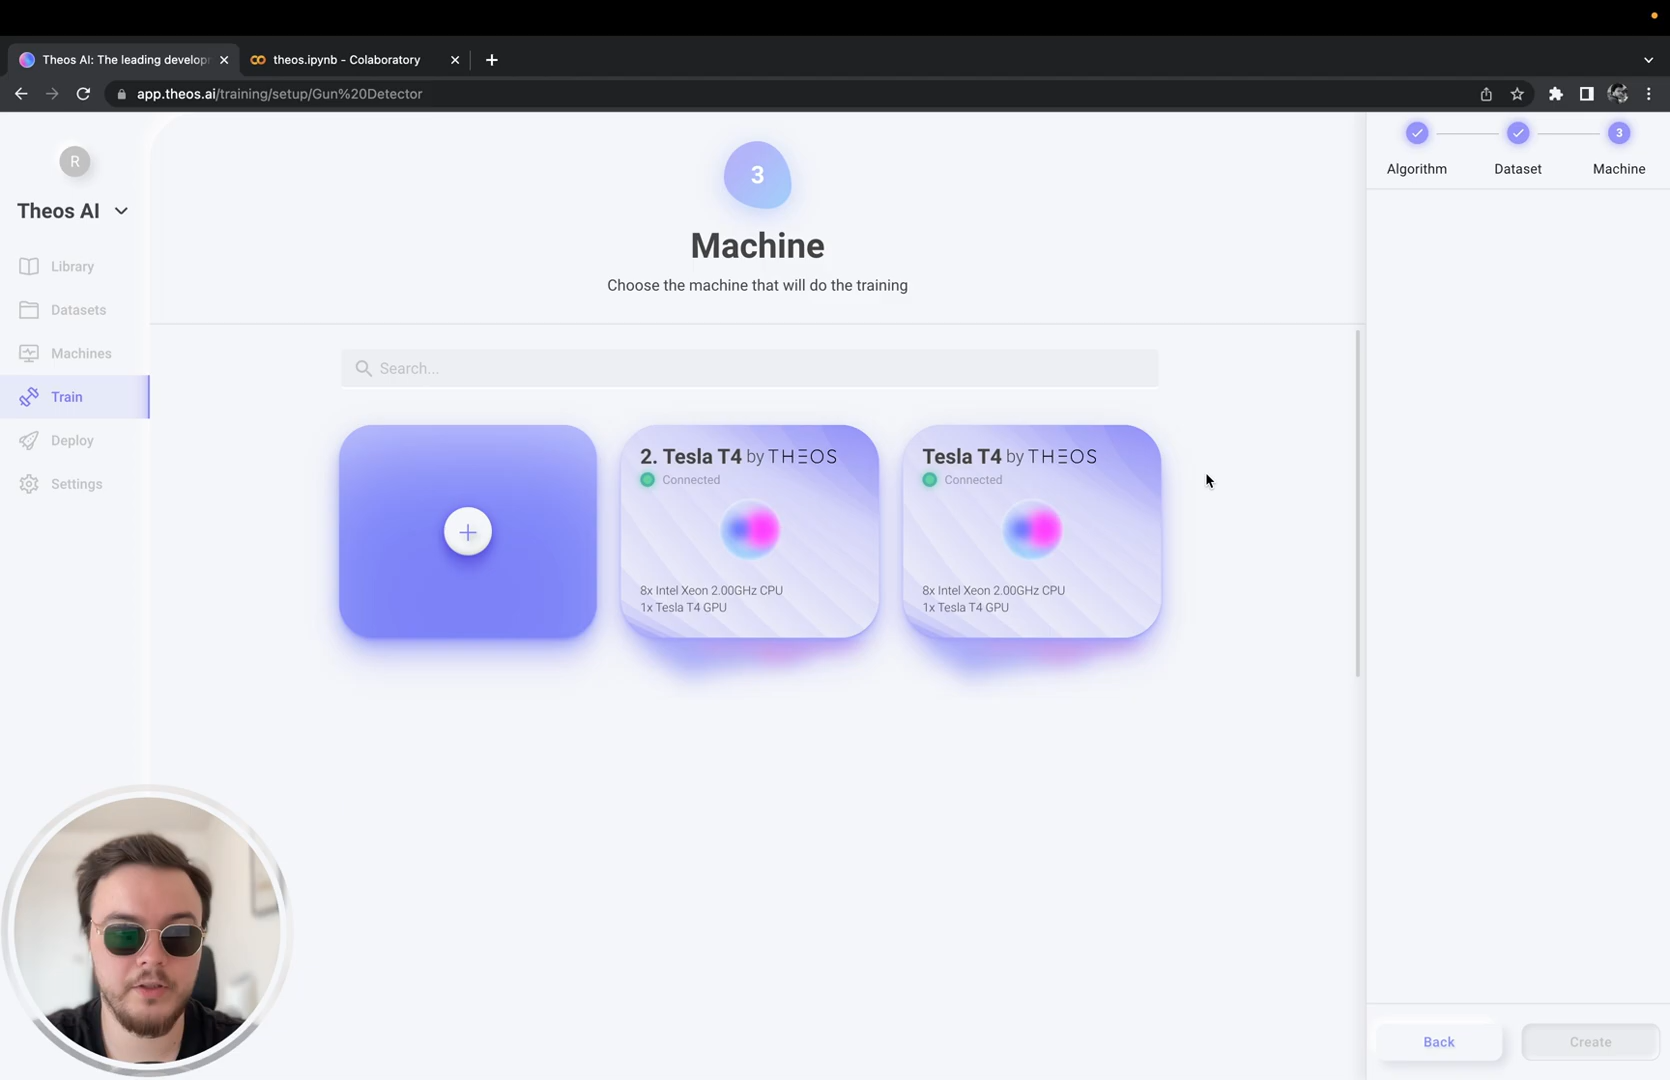 Theos AI: The leading develop
theos.ipynb - Colaboratory
app.theos.ai/training/setup/Gun%20Detector
R
Theos AI
Library
Datasets
Machines
Train
Deploy
Settings
3
Machine
Choose the machine that will do the training
Search...
2. Tesla T4 by THEOS
Connected
8x Intel Xeon 2.00GHz CPU
1x Tesla T4 GPU
Tesla T4 by THEOS
Connected
8x Intel Xeon 2.00GHz CPU
1x Tesla T4 GPU
3
Algorithm
Dataset
Machine
Back
Create